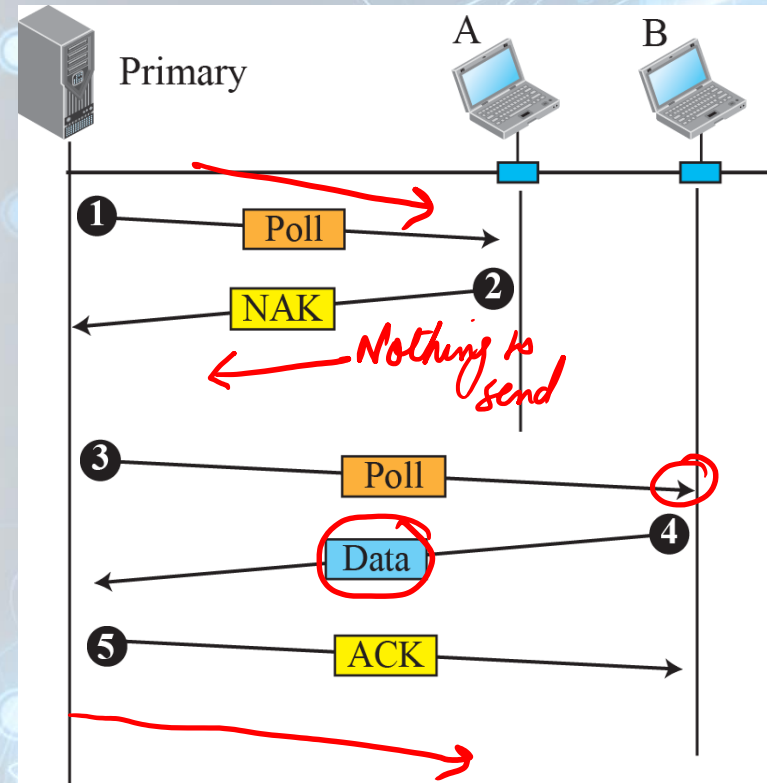 A
B
Primary
1
Poll
2
NAK
Nothing is
send
3
Poll
4
Data
5
ACK